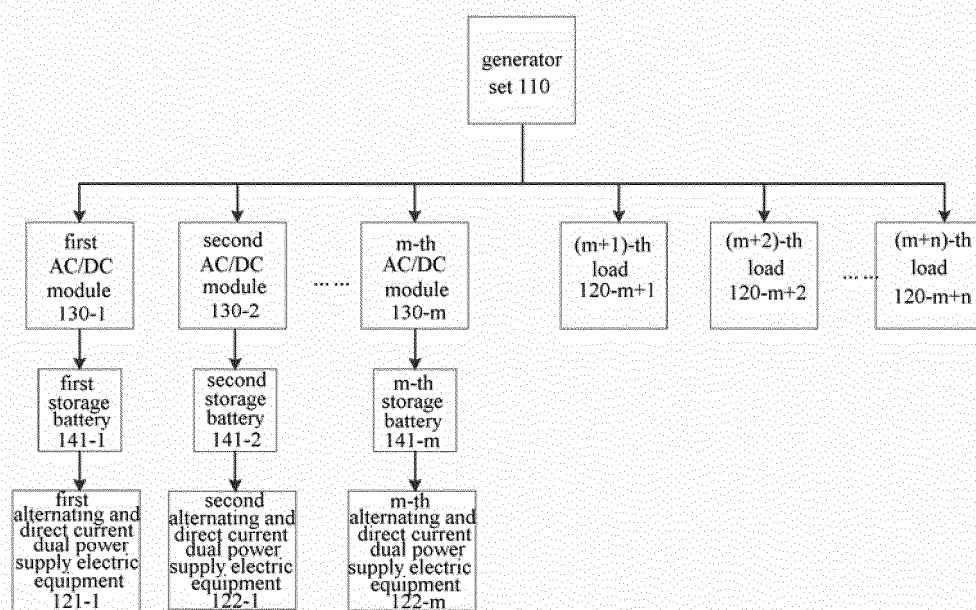 generator
set 110
first
AC/DC
module
130-1
second
AC/DC
module
130-2
... ...
m-th
AC/DC
module
130-m
(m+1)-th
load
120-m+1
(m+2)-th
load
120-m+2
... ...
(m+n)-th
load
120-m+n
first
storage
battery
141-1
second
storage
battery
141-2
m-th
storage
battery
141-m
first
alternating and
direct current
dual power
supply electric
equipment
121-1
second
alternating and
direct current
dual power
supply electric
equipment
122-1
m-th
alternating and
direct current
dual power
supply electric
equipment
122-m